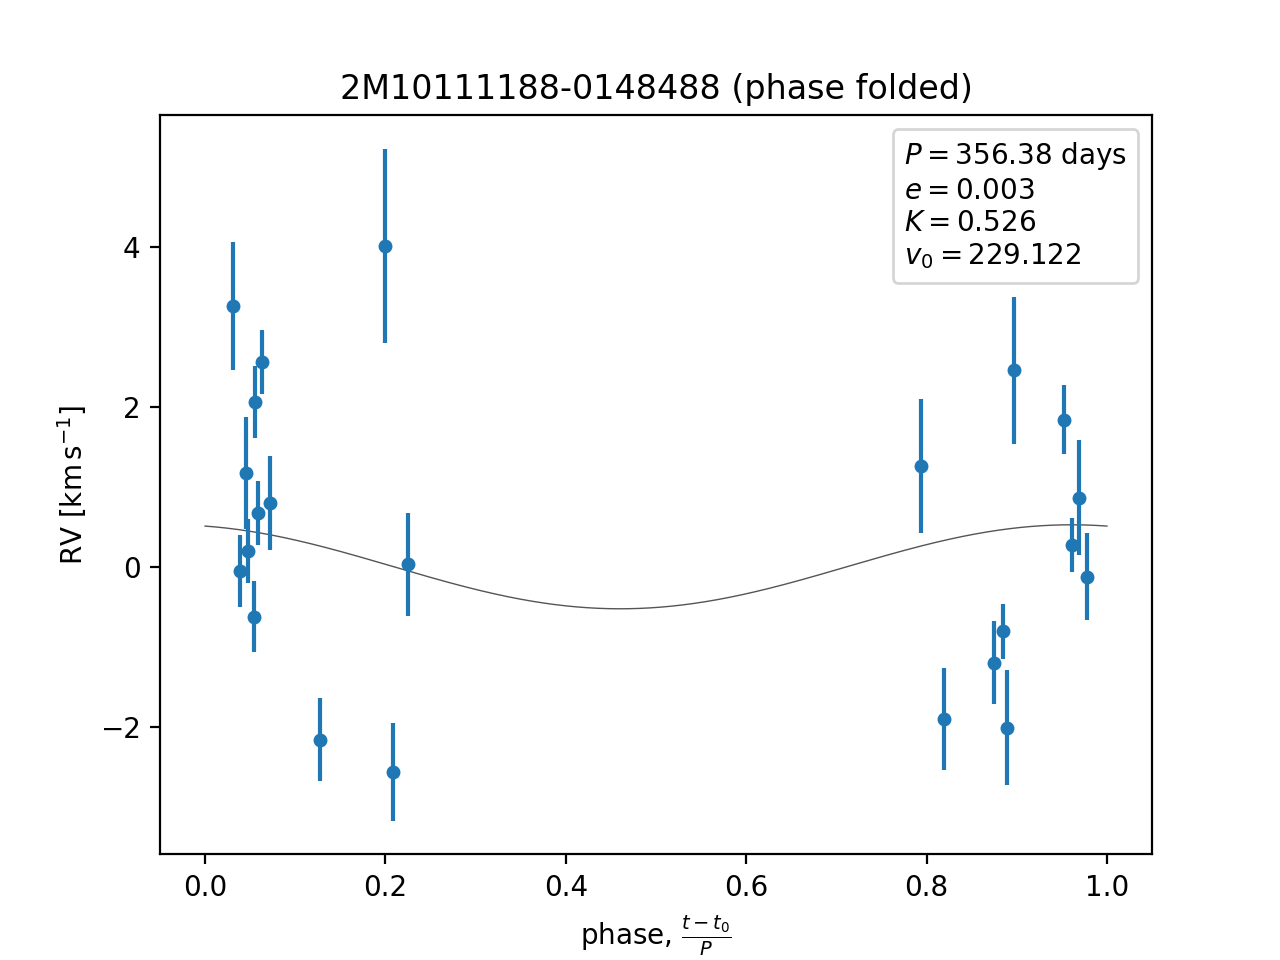 2M10111188-0148488 (phase folded)
P = 356.38 days
e = 0.003
K = 0.526
v₀ = 229.122
RV [km s⁻¹]
4
2
0
−2
0.0 0.2 0.4 0.6 0.8 1.0
phase, (t − t₀)/P